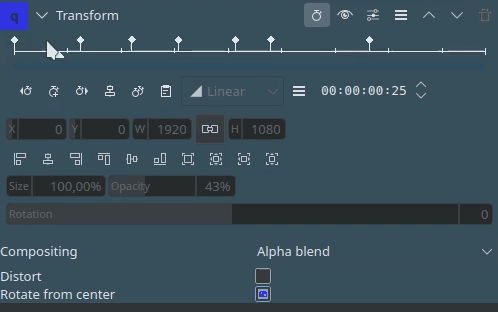 q Transform
Linear 00:00:00:25
X 0 Y 0 W 1920 H 1080
Size 100,00% Opacity 43%
Rotation 0
Compositing Alpha blend
Distort
Rotate from center